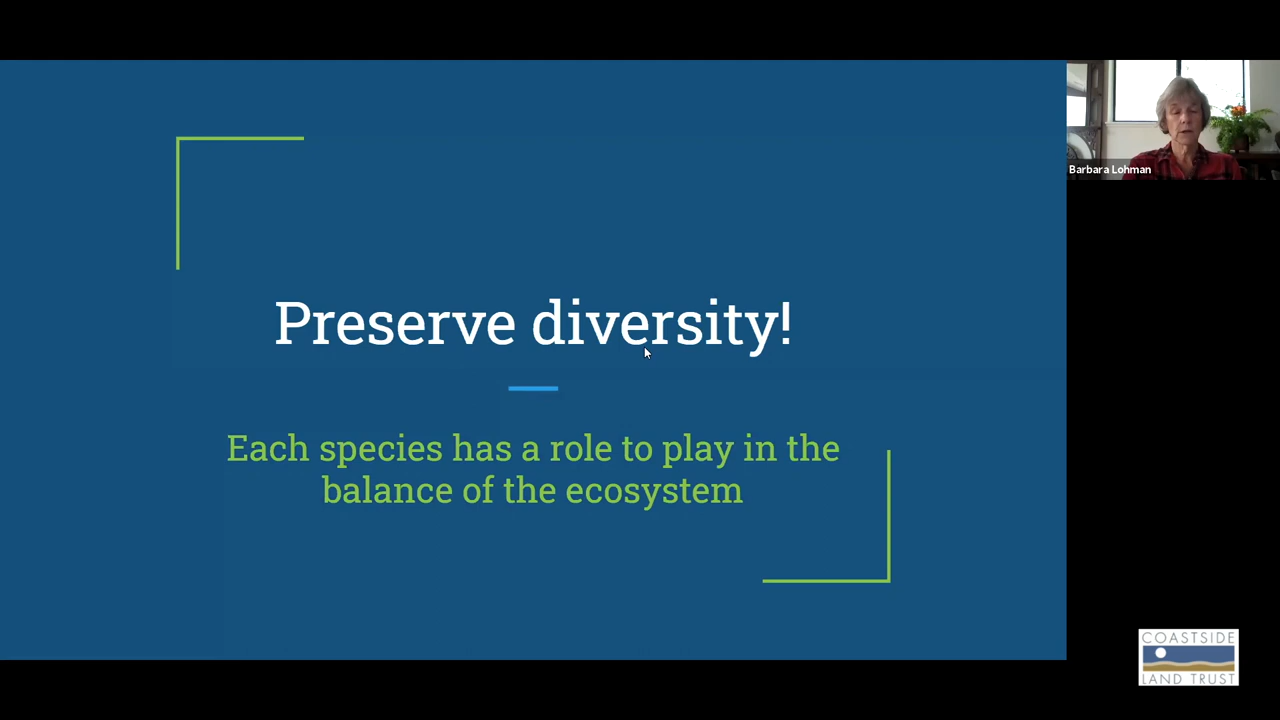 Preserve diversity!
Each species has a role to play in the
balance of the ecosystem
Barbara Lohman
COASTSIDE
LAND TRUST